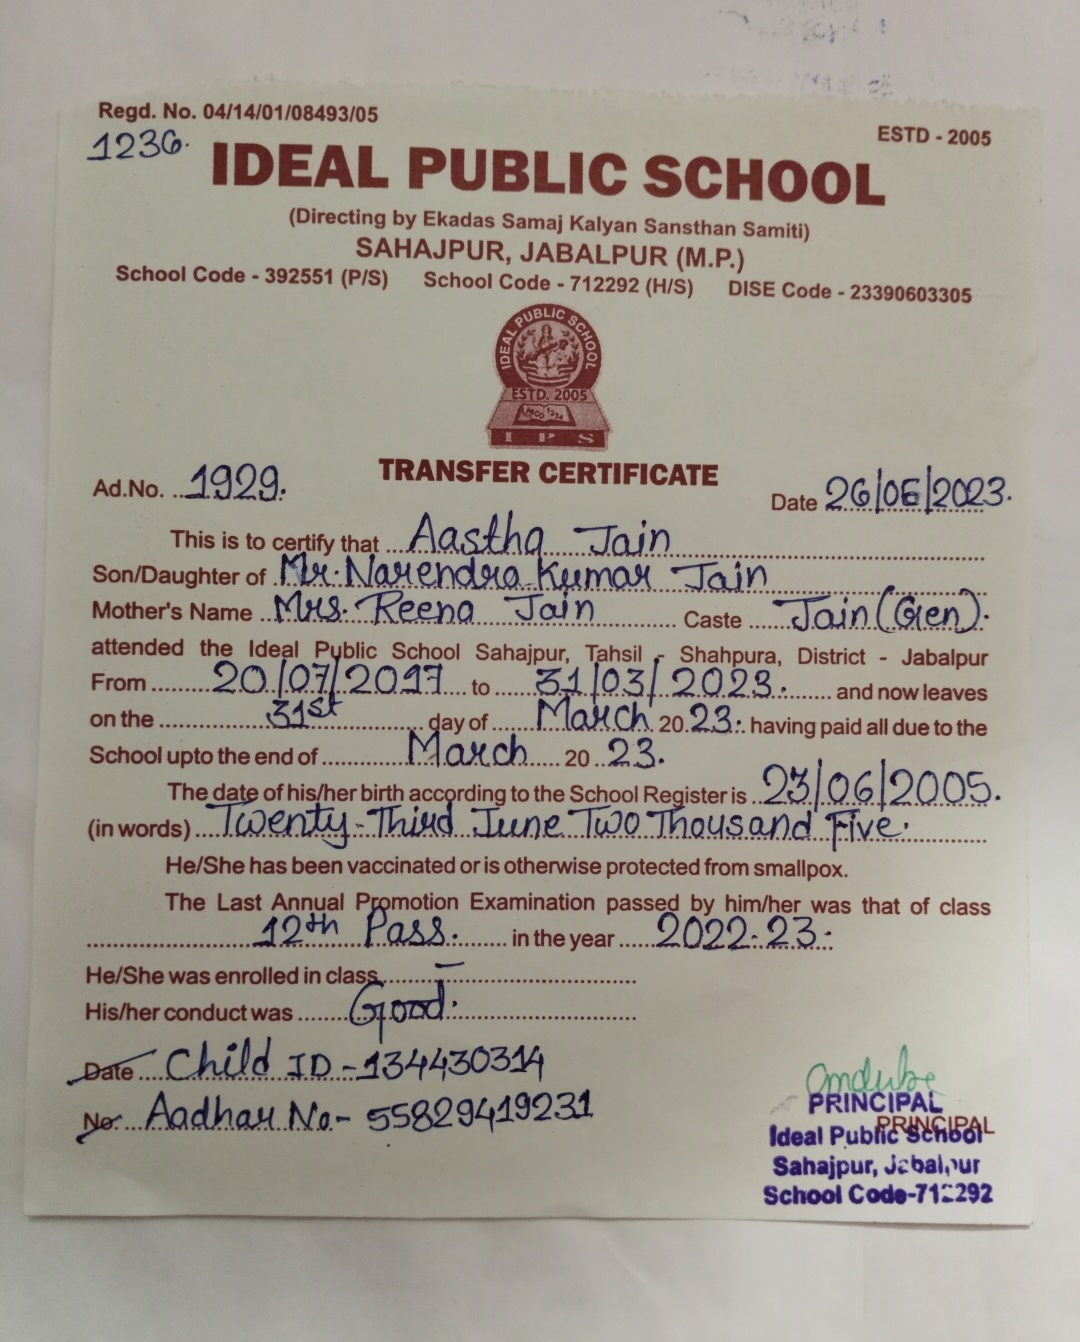 Regd. No. 04/14/01/08493/05
ESTD - 2005
1236.
IDEAL PUBLIC SCHOOL
(Directing by Ekadas Samaj Kalyan Sansthan Samiti)
SAHAJPUR, JABALPUR (M.P.)
School Code - 392551 (P/S) School Code - 712292 (H/S) DISE Code - 23390603305
IDEAL PUBLIC SCHOOL
ESTD. 2005
I P S
TRANSFER CERTIFICATE
Ad.No. 1929. Date 26/06/2023.
This is to certify that Aastha Jain
Son/Daughter of Mr. Narendra Kumar Jain
Mother's Name Mrs. Reena Jain Caste Jain (Gen).
attended the Ideal Public School Sahajpur, Tahsil - Shahpura, District - Jabalpur
From 20/07/2017 to 31/03/2023. and now leaves
on the 31st day of March 2023. having paid all due to the
School upto the end of March 2023.
The date of his/her birth according to the School Register is 23/06/2005.
(in words) Twenty-Third June Two Thousand Five.
He/She has been vaccinated or is otherwise protected from smallpox.
The Last Annual Promotion Examination passed by him/her was that of class
12th Pass. in the year 2022-23.
He/She was enrolled in class -
His/her conduct was Good.
Date Child ID - 134430314
No. Aadhar No. - 55829419231
PRINCIPAL
PRINCIPAL
Ideal Public School
Sahajpur, Jabalpur
School Code-712292